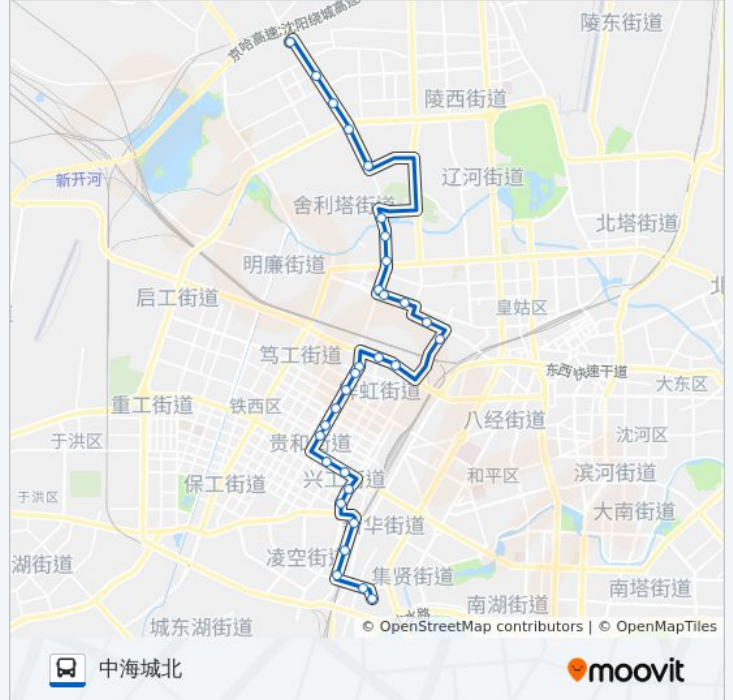 京哈高速;沈阳绕城高速
陵东街道
陵西街道
新开河
辽河街道
舍利塔街道
北塔街道
明廉街道
启工街道
皇姑区
笃工街道
东西快速干道
大东区
重工街道
铁西区
虹街道
八经街道
于洪区
贵和街道
沈河区
保工街道
兴工街道
和平区
滨河街道
于洪区
大南街道
华街道
湖街道
凌空街道
集贤街道
南塔街道
南湖街道
城东湖街道
© OpenStreetMap contributors | © OpenMapTiles
中海城北
moovit